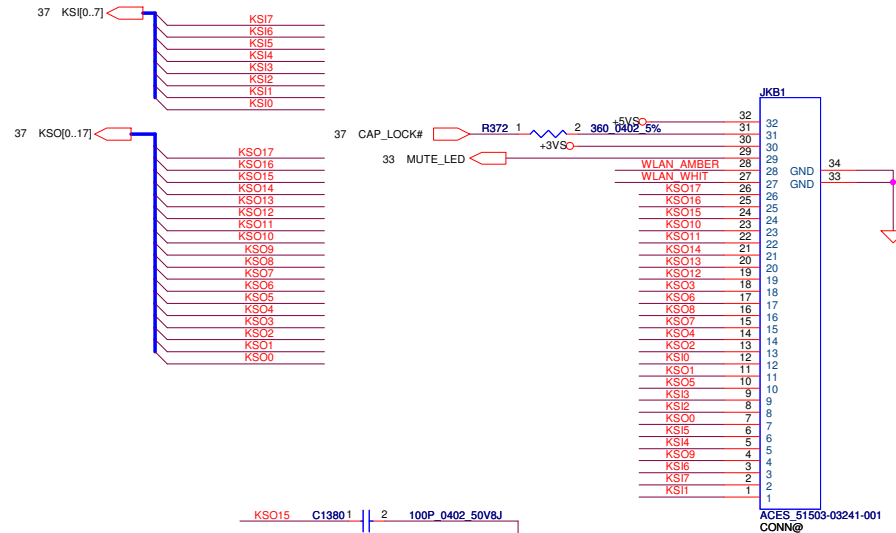 37 KSI[0..7]
KSI7
KSI6
KSI5
KSI4
KSI3
KSI2
KSI1
KSI0
37 KSO[0..17]
KSO17
KSO16
KSO15
KSO14
KSO13
KSO12
KSO11
KSO10
KSO9
KSO8
KSO7
KSO6
KSO5
KSO4
KSO3
KSO2
KSO1
KSO0
JKB1
+5VS 32 32
37 CAP_LOCK# R372 1 2 360_0402_5% 31 31
+3VS 30 30
33 MUTE_LED 29 29
WLAN_AMBER 28 28 GND 34
WLAN_WHIT 27 27 GND 33
KSO17 26 26
KSO16 25 25
KSO15 24 24
KSO10 23 23
KSO11 22 22
KSO14 21 21
KSO13 20 20
KSO12 19 19
KSO3 18 18
KSO6 17 17
KSO8 16 16
KSO7 15 15
KSO4 14 14
KSO2 13 13
KSI0 12 12
KSO1 11 11
KSO5 10 10
KSI3 9 9
KSI2 8 8
KSO0 7 7
KSI5 6 6
KSI4 5 5
KSO9 4 4
KSI6 3 3
KSI7 2 2
KSI1 1 1
ACES_51503-03241-001
CONN@
KSO15 C1380 1 2 100P_0402_50V8J